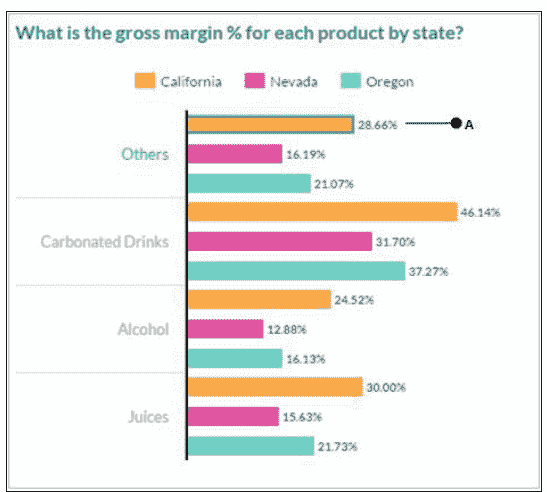 What is the gross margin % for each product by state?
California Nevada Oregon
28.66% A
Others 16.19%
21.07%
46.14%
Carbonated Drinks 31.70%
37.27%
24.52%
Alcohol 12.88%
16.13%
30.00%
Juices 15.63%
21.73%